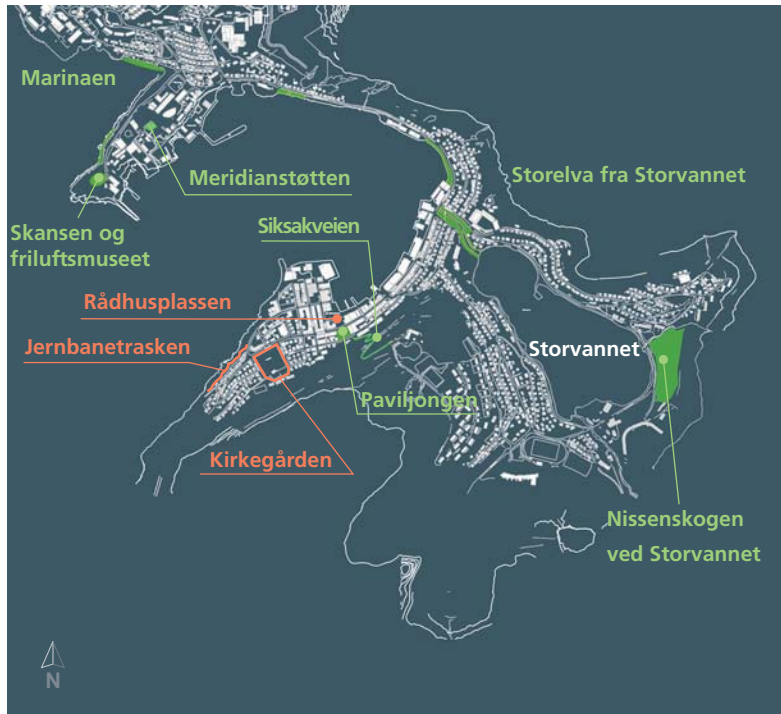 Marinaen
Meridianstøtten
Storelva fra Storvannet
Siksakveien
Skansen og
friluftsmuseet
Rådhusplassen
Jernbanetrasken
Storvannet
Paviljongen
Kirkegården
Nissenskogen
ved Storvannet
N